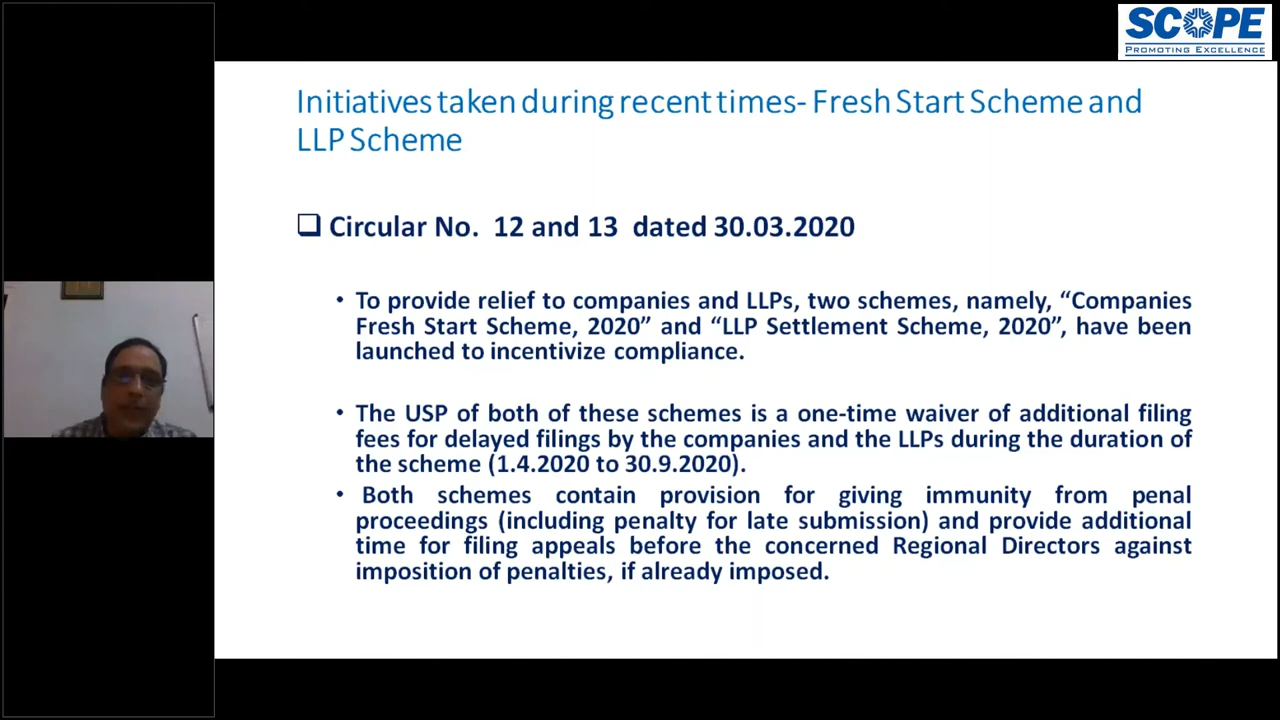 SCOPE
PROMOTING EXCELLENCE
Initiatives taken during recent times- Fresh Start Scheme and
LLP Scheme
Circular No. 12 and 13 dated 30.03.2020
• To provide relief to companies and LLPs, two schemes, namely, “Companies
Fresh Start Scheme, 2020” and “LLP Settlement Scheme, 2020”, have been
launched to incentivize compliance.
• The USP of both of these schemes is a one-time waiver of additional filing
fees for delayed filings by the companies and the LLPs during the duration of
the scheme (1.4.2020 to 30.9.2020).
• Both schemes contain provision for giving immunity from penal
proceedings (including penalty for late submission) and provide additional
time for filing appeals before the concerned Regional Directors against
imposition of penalties, if already imposed.